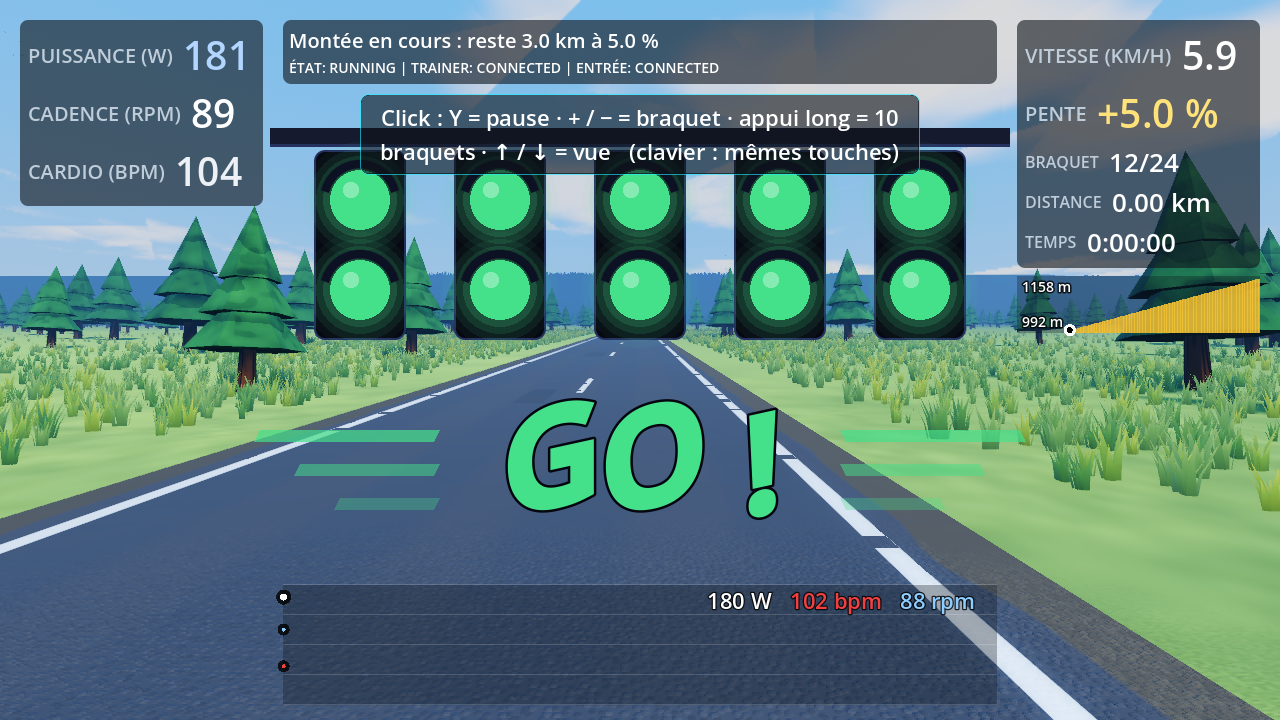 PUISSANCE (W) 181
CADENCE (RPM) 89
CARDIO (BPM) 104
Montée en cours : reste 3.0 km à 5.0 %
ÉTAT: RUNNING | TRAINER: CONNECTED | ENTRÉE: CONNECTED
Click : Y = pause · + / − = braquet · appui long = 10
braquets · ↑ / ↓ = vue (clavier : mêmes touches)
VITESSE (KM/H) 5.9
PENTE +5.0 %
BRAQUET 12/24
DISTANCE 0.00 km
TEMPS 0:00:00
1158 m
992 m
GO !
180 W 102 bpm 88 rpm